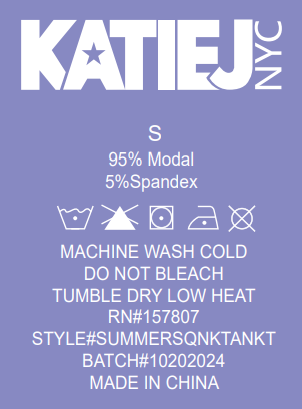 KATIEJ NYC
S
95% Modal
5%Spandex
MACHINE WASH COLD
DO NOT BLEACH
TUMBLE DRY LOW HEAT
RN#157807
STYLE#SUMMERSQNKTANKT
BATCH#10202024
MADE IN CHINA